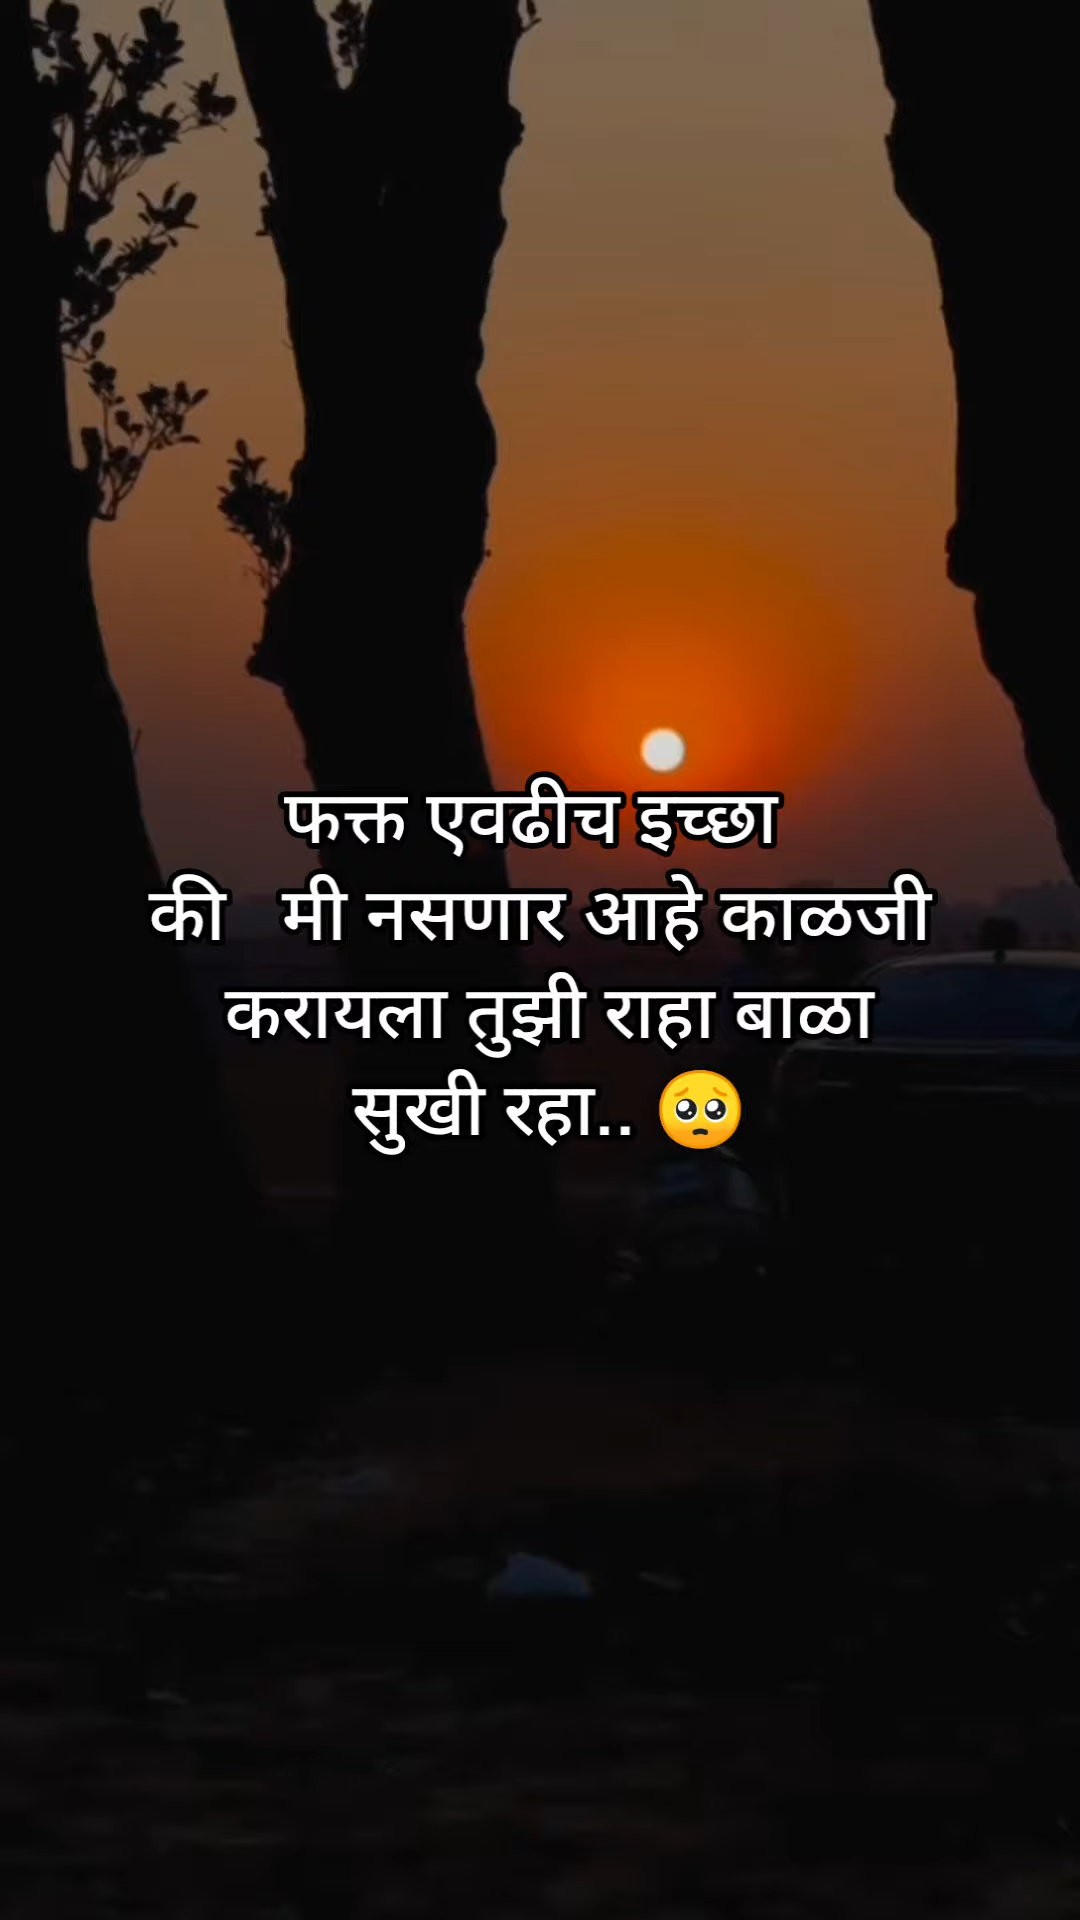 फक्त एवढीच इच्छा
की मी नसणार आहे काळजी
करायला तुझी राहा बाळा
सुखी रहा.. 🥺